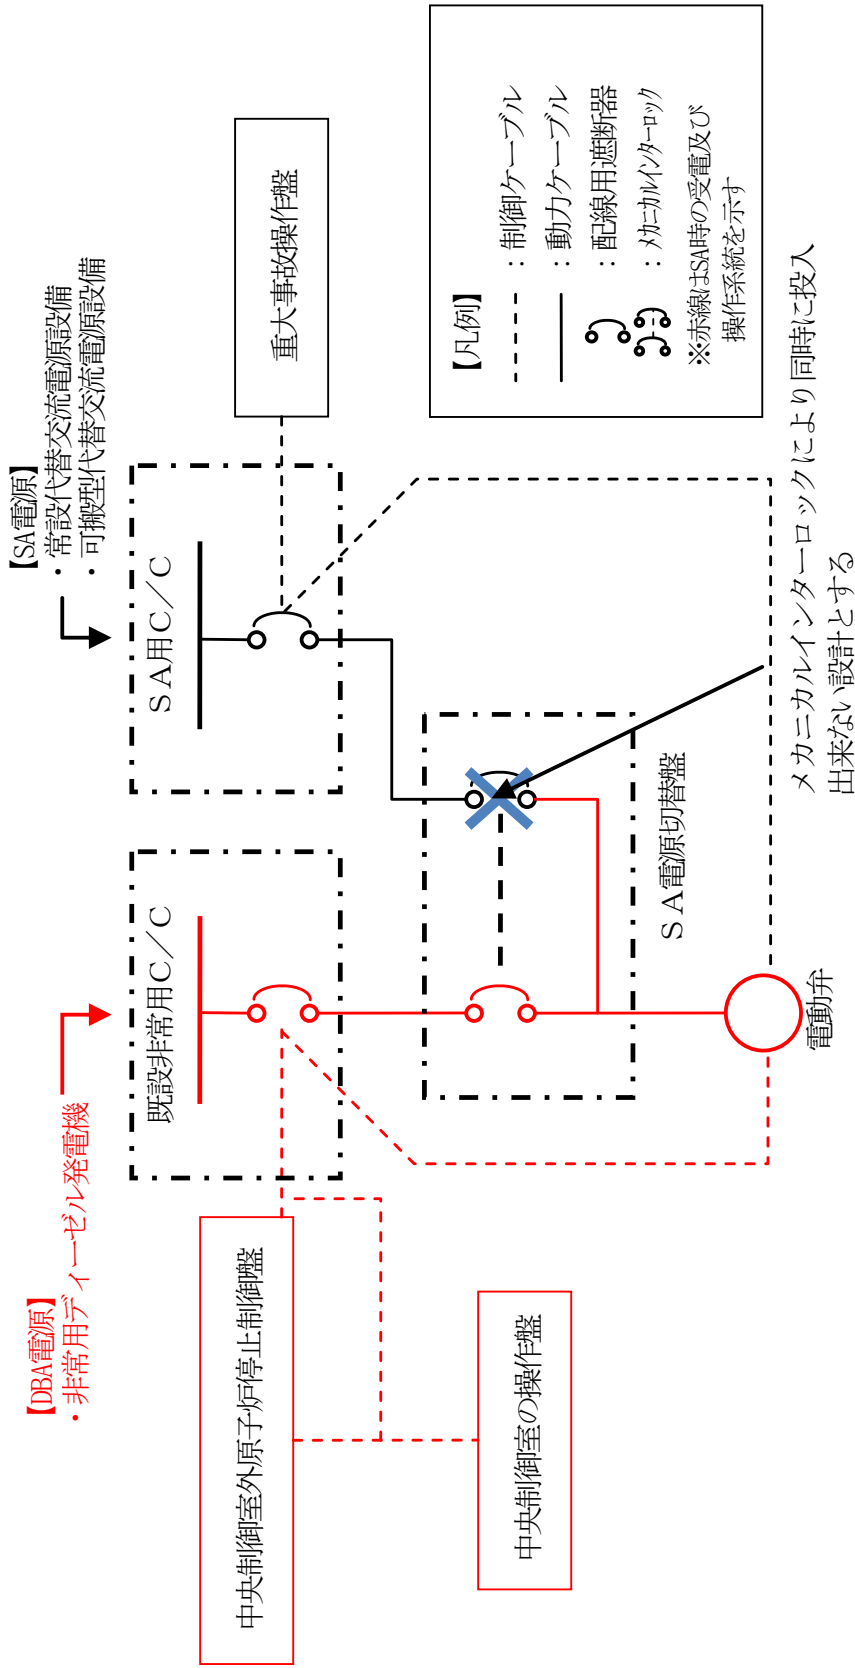 【DBA電源】
・非常用ディーゼル発電機
【SA電源】
・常設代替交流電源設備
・可搬型代替交流電源設備
既設非常用C／C
SA用C／C
中央制御室外原子炉停止制御盤
重大事故操作盤
中央制御室の操作盤
SA電源切替盤
電動弁
メカニカルインターロックにより同時に投入
出来ない設計とする
【凡例】
：制御ケーブル
：動力ケーブル
：配線用遮断器
：ﾒｶﾆｶﾙｲﾝﾀｰﾛｯｸ
※赤線はSA時の受電及び
操作系統を示す